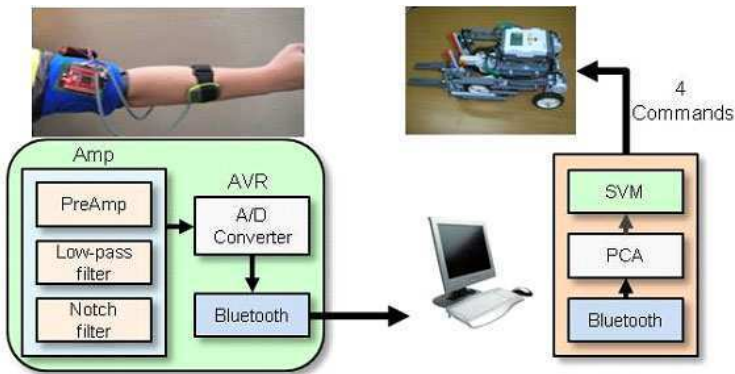 4
Commands
Amp
AVR
PreAmp
A/D
Converter
Low-pass
filter
Notch
filter
Bluetooth
SVM
PCA
Bluetooth